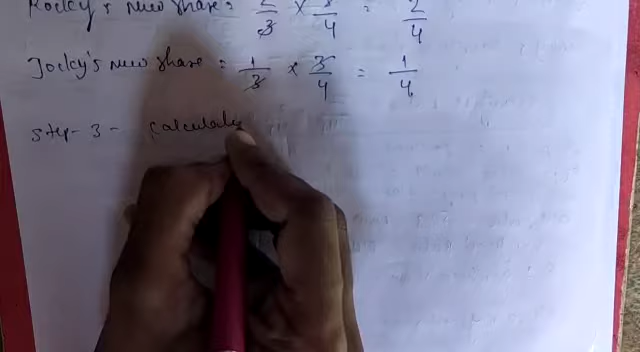 Rocky's new share = 2/3 × 3/4 = 2/4
Jocky's new share = 1/3 × 3/4 = 1/4
Step-3- Calculate